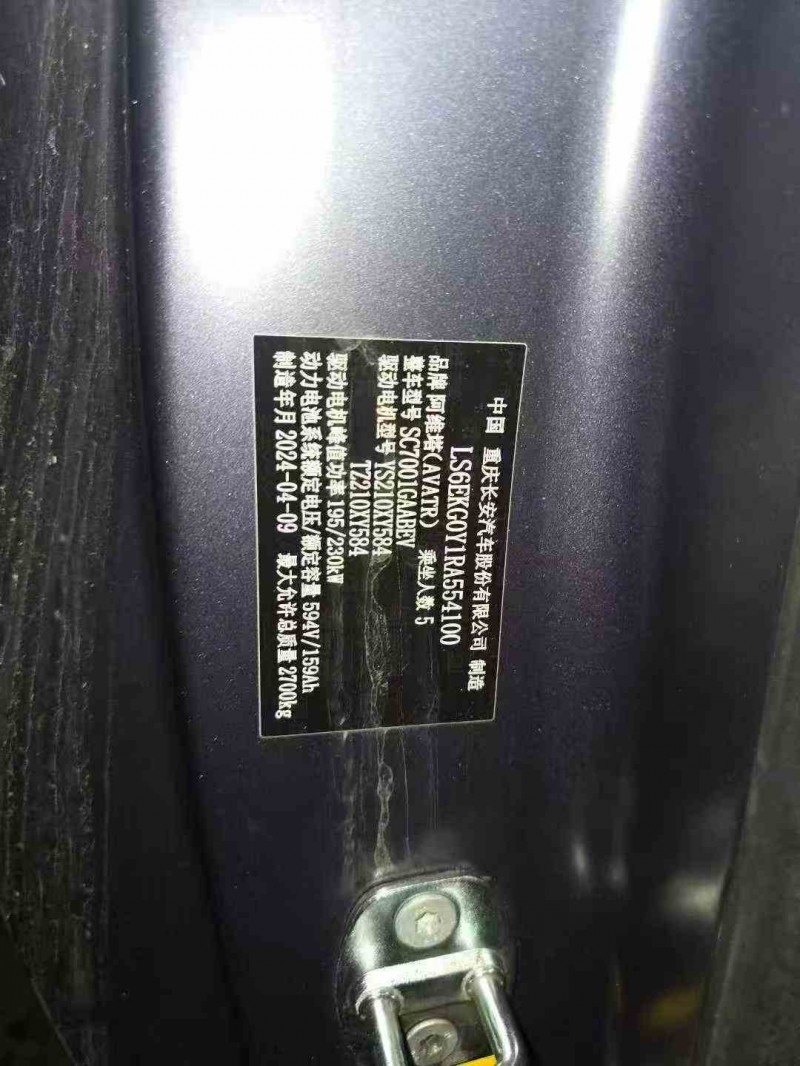 中国 重庆长安汽车股份有限公司 制造
LS6EKG0Y1RA554100
品牌 阿维塔(AVATR) 乘坐人数 5
整车型号 SC7001GAABEV
驱动电机型号 YS210XY584
TZ210XY584
驱动电机峰值功率 195/230kW
动力电池系统额定电压/额定容量 594V/159Ah
制造年月 2024-04-09 最大允许总质量 2700kg